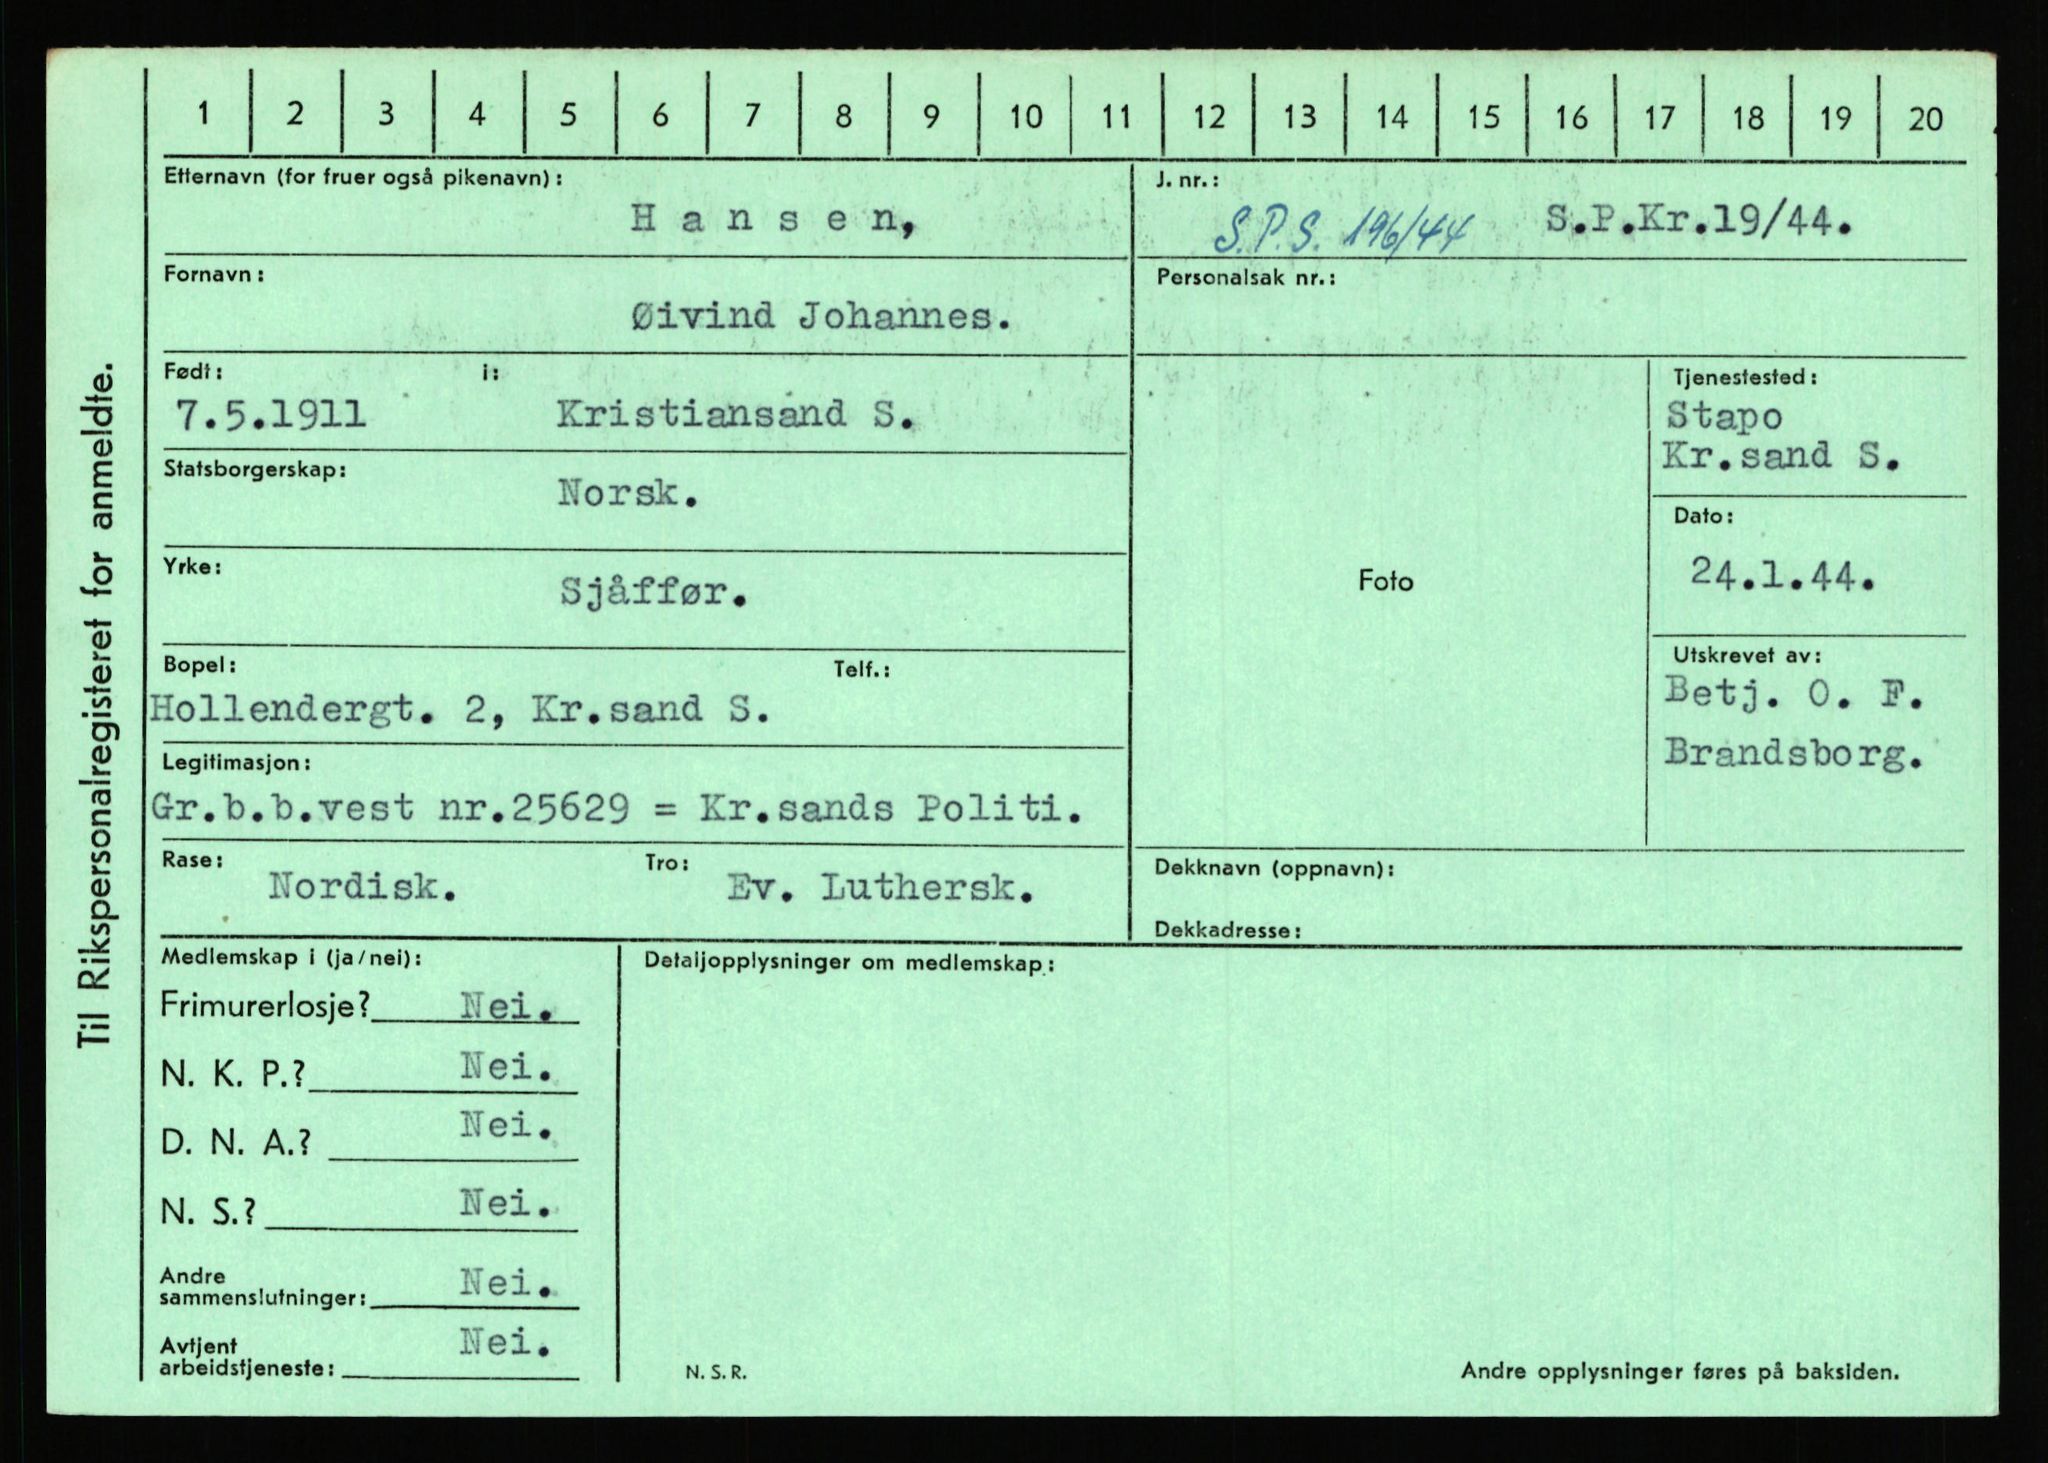 Til Rikspersonalregisteret for anmeldte.
1 2 3 4 5 6 7 8 9 10 11 12 13 14 15 16 17 18 19 20
Etternavn (for fruer også pikenavn):
Hansen,
J. nr.:
S.P.S. 196/44 S.P.Kr.19/44.
Fornavn:
Øivind Johannes.
Personalsak nr.:
Født: i:
7.5.1911 Kristiansand S.
Statsborgerskap:
Norsk.
Yrke:
Sjåffør.
Bopel: Telf.:
Hollendergt. 2, Kr.sand S.
Legitimasjon:
Gr.b.b.vest nr.25629 = Kr.sands Politi.
Rase: Tro:
Nordisk. Ev. Luthersk.
Foto
Tjenestested:
Stapo
Kr.sand S.
Dato:
24.1.44.
Utskrevet av:
Betj. O. F.
Brandsborg.
Dekknavn (oppnavn):
Dekkadresse:
Medlemskap i (ja/nei):
Frimurerlosje? Nei.
N. K. P.? Nei.
D. N. A.? Nei.
N. S.? Nei.
Andre
sammenslutninger: Nei.
Avtjent
arbeidstjeneste: Nei.
Detaljopplysninger om medlemskap:
N. S. R.
Andre opplysninger føres på baksiden.